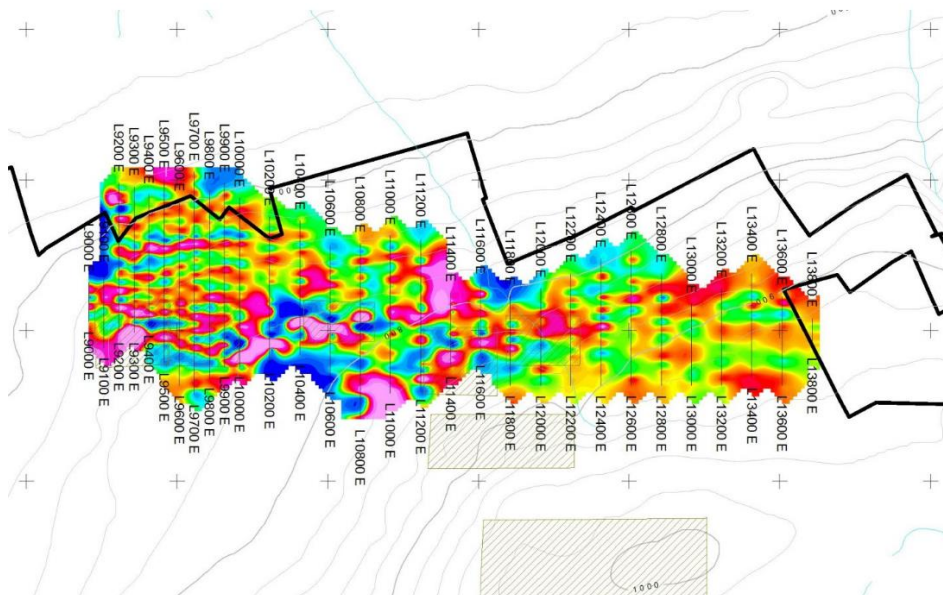 L9200 E
L9300 E
L9400 E
L9500 E
L9600 E
L9700 E
L9800 E
L9900 E
L10000 E
L10200 E
L10400 E
L10600 E
L10800 E
L11000 E
L11200 E
L11400 E
L11600 E
L11800 E
L12000 E
L12200 E
L12400 E
L12600 E
L12800 E
L13000 E
L13200 E
L13400 E
L13600 E
L13800 E
L9000 E
L9000 E
L9100 E
L9200 E
L9300 E
L9400 E
L9500 E
L9600 E
L9700 E
L9800 E
L9900 E
L10000 E
L10200 E
L10400 E
L10600 E
L10800 E
L11000 E
L11200 E
L11400 E
L11600 E
L11800 E
L12000 E
L12200 E
L12400 E
L12600 E
L12800 E
L13000 E
L13200 E
L13400 E
L13600 E
L13800 E
1000